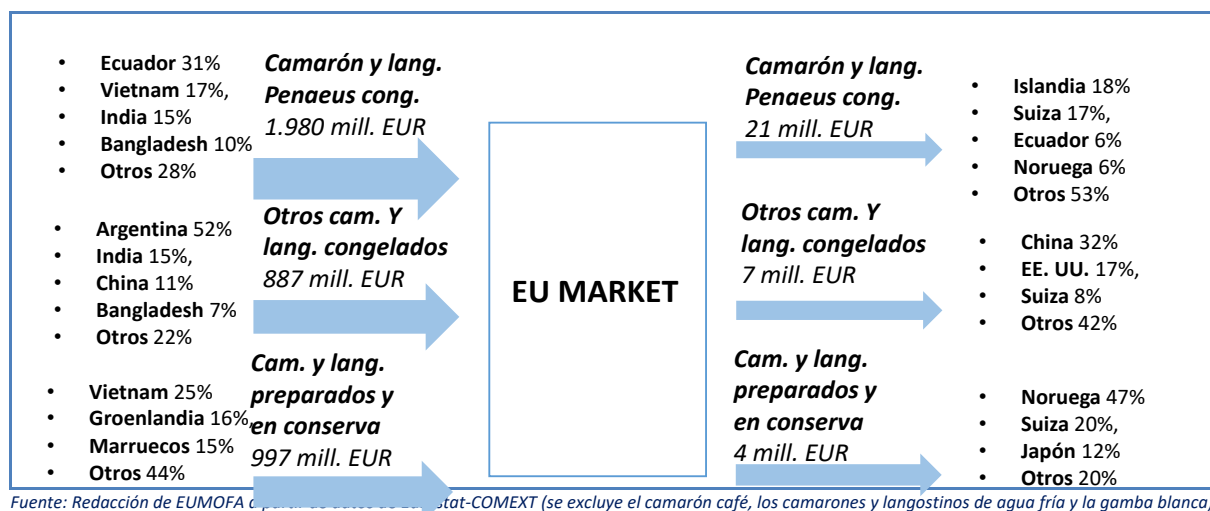 • Ecuador 31%
• Vietnam 17%,
• India 15%
• Bangladesh 10%
• Otros 28%
Camarón y lang.
Penaeus cong.
1.980 mill. EUR
• Argentina 52%
• India 15%,
• China 11%
• Bangladesh 7%
• Otros 22%
Otros cam. Y
lang. congelados
887 mill. EUR
• Vietnam 25%
• Groenlandia 16%,
• Marruecos 15%
• Otros 44%
Cam. y lang.
preparados y
en conserva
997 mill. EUR
EU MARKET
Camarón y lang.
Penaeus cong.
21 mill. EUR
• Islandia 18%
• Suiza 17%,
• Ecuador 6%
• Noruega 6%
• Otros 53%
Otros cam. Y
lang. congelados
7 mill. EUR
• China 32%
• EE. UU. 17%,
• Suiza 8%
• Otros 42%
Cam. y lang.
preparados y
en conserva
4 mill. EUR
• Noruega 47%
• Suiza 20%,
• Japón 12%
• Otros 20%
Fuente: Redacción de EUMOFA a partir de datos de -COMEXT (se excluye el camarón café, los camarones y langostinos de agua fría y la gamba blanca)